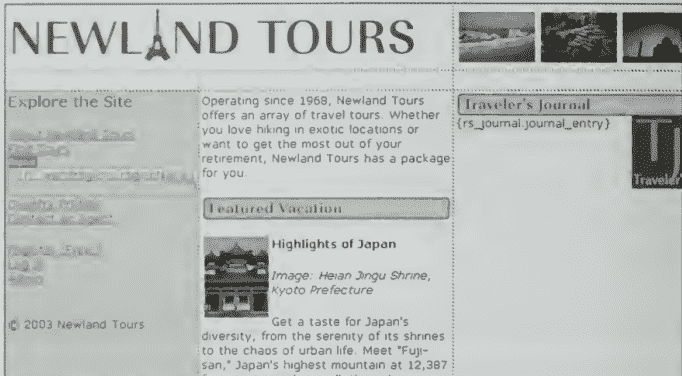 NEWLAND TOURS
Explore the Site
© 2003 Newland Tours
Operating since 1968, Newland Tours
offers an array of travel tours. Whether
you love hiking in exotic locations or
want to get the most out of your
retirement, Newland Tours has a package
for you.
Featured Vacation
Highlights of Japan
Image: Heian Jingu Shrine,
Kyoto Prefecture
Get a taste for Japan's
diversity, from the serenity of its shrines
to the chaos of urban life. Meet "Fuji-
san," Japan's highest mountain at 12,387
Traveler's Journal
{rs_journal.journal_entry}
TJ
Traveler'